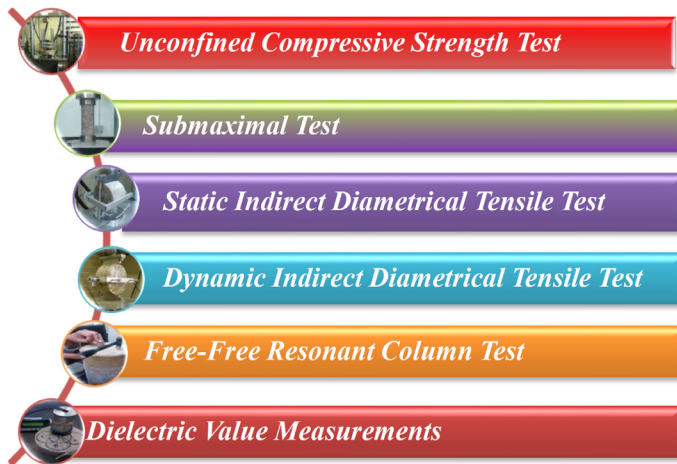 Unconfined Compressive Strength Test
Submaximal Test
Static Indirect Diametrical Tensile Test
Dynamic Indirect Diametrical Tensile Test
Free-Free Resonant Column Test
Dielectric Value Measurements